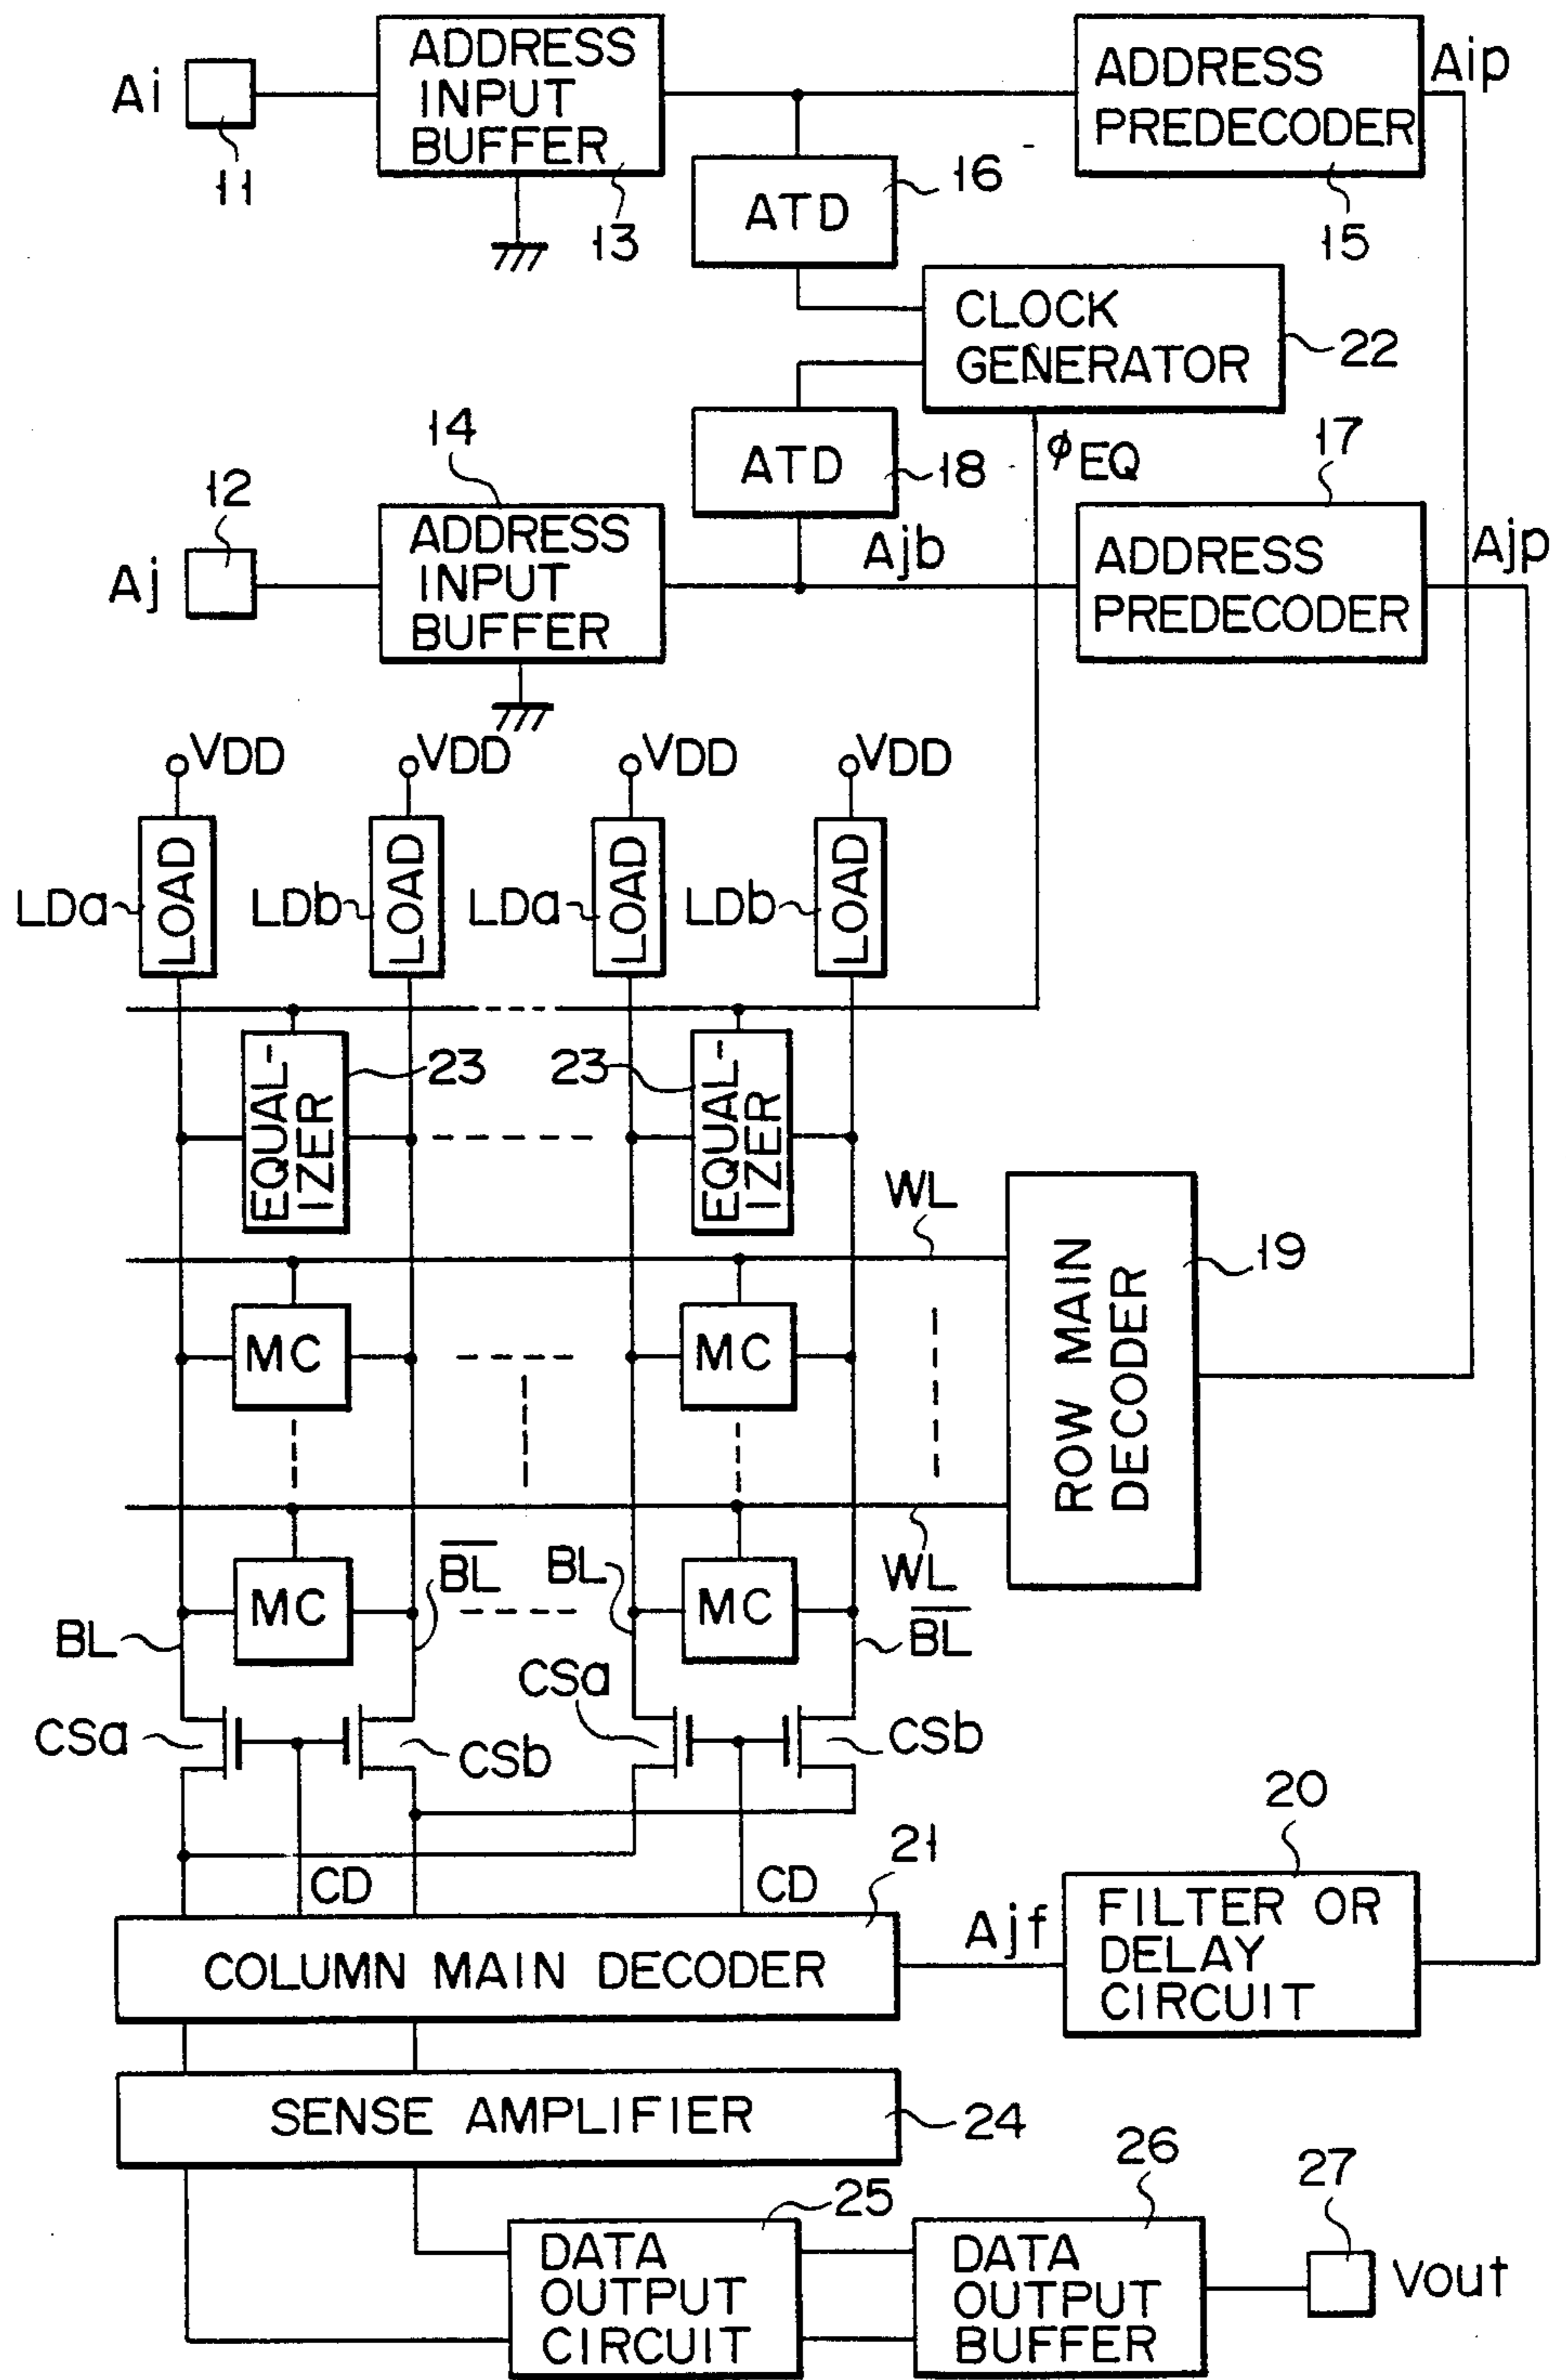 Ai
11
ADDRESS
INPUT
BUFFER
13
ATD
16
ADDRESS
PREDECODER
15
Aip
CLOCK
GENERATOR
22
ATD
18
φEQ
Aj
12
14
ADDRESS
INPUT
BUFFER
Ajb
17
ADDRESS
PREDECODER
Ajp
VDD
VDD
VDD
VDD
LDa
LOAD
LDb
LOAD
LDa
LOAD
LDb
LOAD
EQUAL-
IZER
23
23
EQUAL-
IZER
WL
ROW MAIN
DECODER
19
MC
MC
WL
MC
MC
BL
B̅L̅
BL
B̅L̅
CSa
CSb
CSa
CSb
CD
CD
21
COLUMN MAIN DECODER
Ajf
20
FILTER OR
DELAY
CIRCUIT
SENSE AMPLIFIER
24
25
DATA
OUTPUT
CIRCUIT
26
DATA
OUTPUT
BUFFER
27
Vout